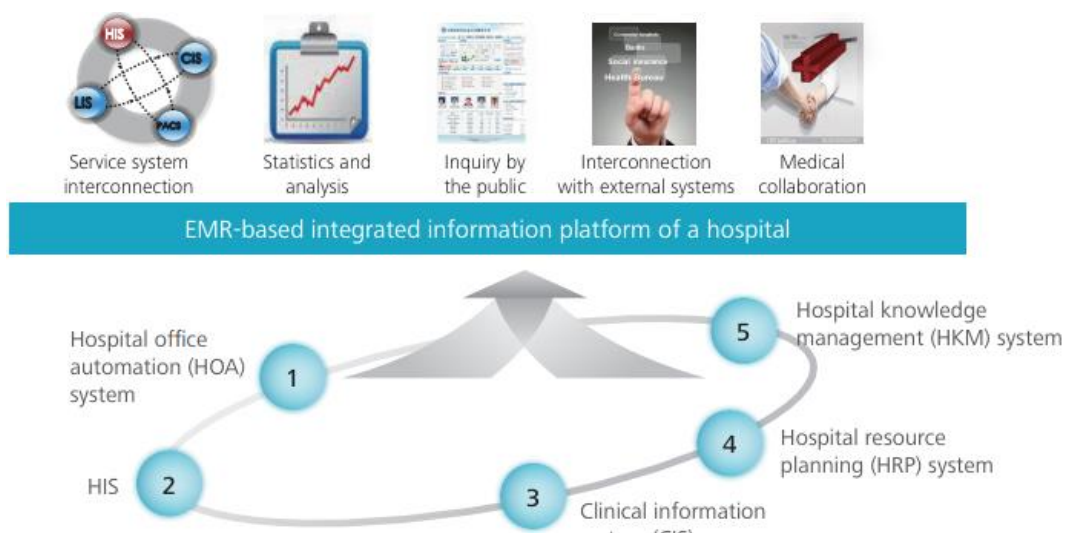 HIS
CIS
LIS
PACS
Social insurance
Health Bureau
Service system
interconnection
Statistics and
analysis
Inquiry by
the public
Interconnection
with external systems
Medical
collaboration
EMR-based integrated information platform of a hospital
Hospital office
automation (HOA)
system
1
HIS
2
3
Clinical information
4
Hospital resource
planning (HRP) system
5
Hospital knowledge
management (HKM) system